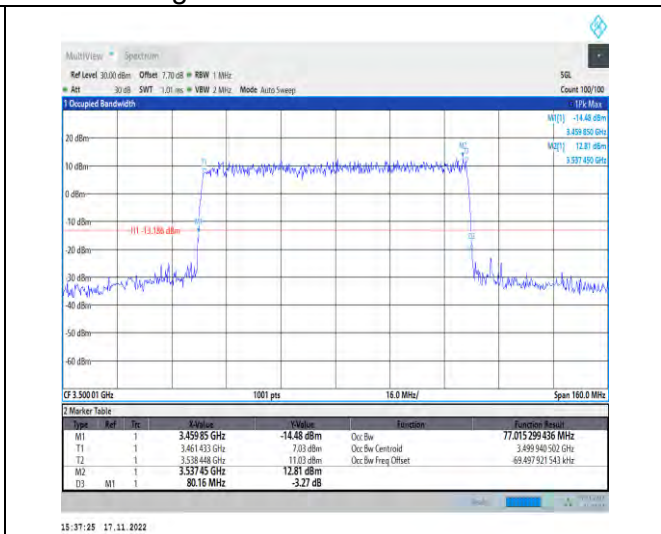 MultiView Spectrum
Ref Level 30.00 dBm Offset 7.70 dB RBW 1 MHz SGL
Att 30 dB SWT 1.01 ms VBW 2 MHz Mode Auto Sweep Count 100/100
1 Occupied Bandwidth 1Pk Max
M1[1] -14.48 dBm
3.459 850 GHz
20 dBm M2[1] 12.81 dBm
3.537 450 GHz
M2
T1
10 dBm
0 dBm
-10 dBm
H1 -13.186 dBm
-20 dBm
-30 dBm
-40 dBm
-50 dBm
-60 dBm
CF 3.500 01 GHz 1001 pts 16.0 MHz/ Span 160.0 MHz
2 Marker Table
Type Ref Trc X-Value Y-Value Function Function Result
M1 1 3.459 85 GHz -14.48 dBm Occ Bw 77.015 299 436 MHz
T1 1 3.461 433 GHz 7.03 dBm Occ Bw Centroid 3.499 940 502 GHz
T2 1 3.538 448 GHz 11.03 dBm Occ Bw Freq Offset -69.497 921 543 kHz
M2 1 3.537 45 GHz 12.81 dBm
D3 M1 1 80.16 MHz -3.27 dB
15:37:25 17.11.2022